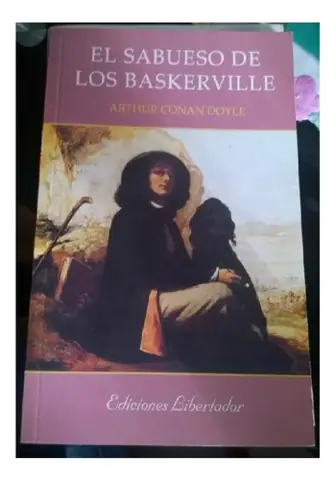 EL SABUESO DE
LOS BASKERVILLE
ARTHUR CONAN DOYLE
Ediciones Libertador